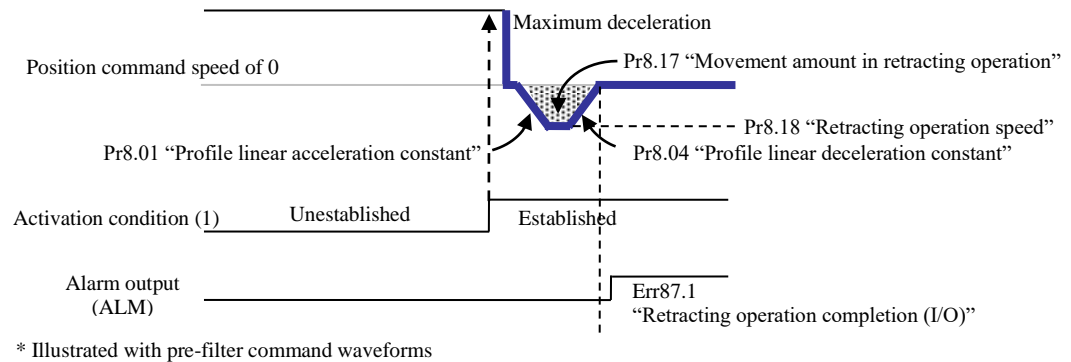 Maximum deceleration
Pr8.17 “Movement amount in retracting operation”
Position command speed of 0
Pr8.18 “Retracting operation speed”
Pr8.01 “Profile linear acceleration constant”
Pr8.04 “Profile linear deceleration constant”
Activation condition (1)
Unestablished
Established
Alarm output
(ALM)
Err87.1
“Retracting operation completion (I/O)”
* Illustrated with pre-filter command waveforms